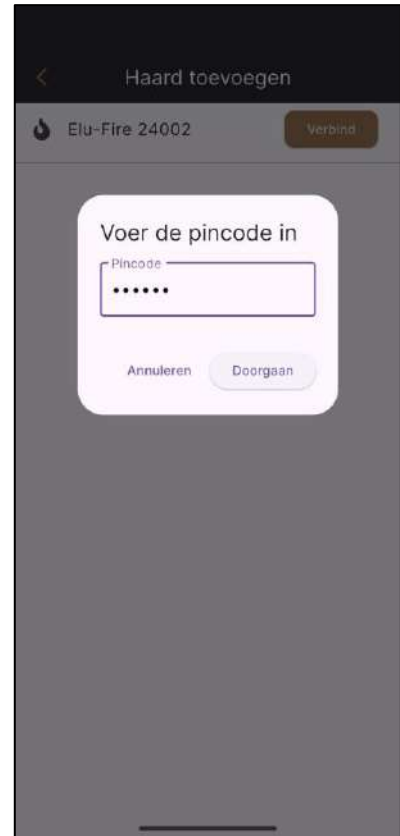 Haard toevoegen
Elu-Fire 24002
Verbind
Voer de pincode in
Pincode
••••••
Annuleren
Doorgaan